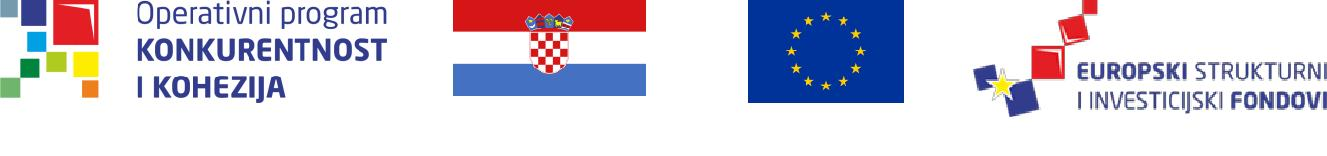 Operativni program
KONKURENTNOST
I KOHEZIJA
EUROPSKI STRUKTURNI
I INVESTICIJSKI FONDOVI